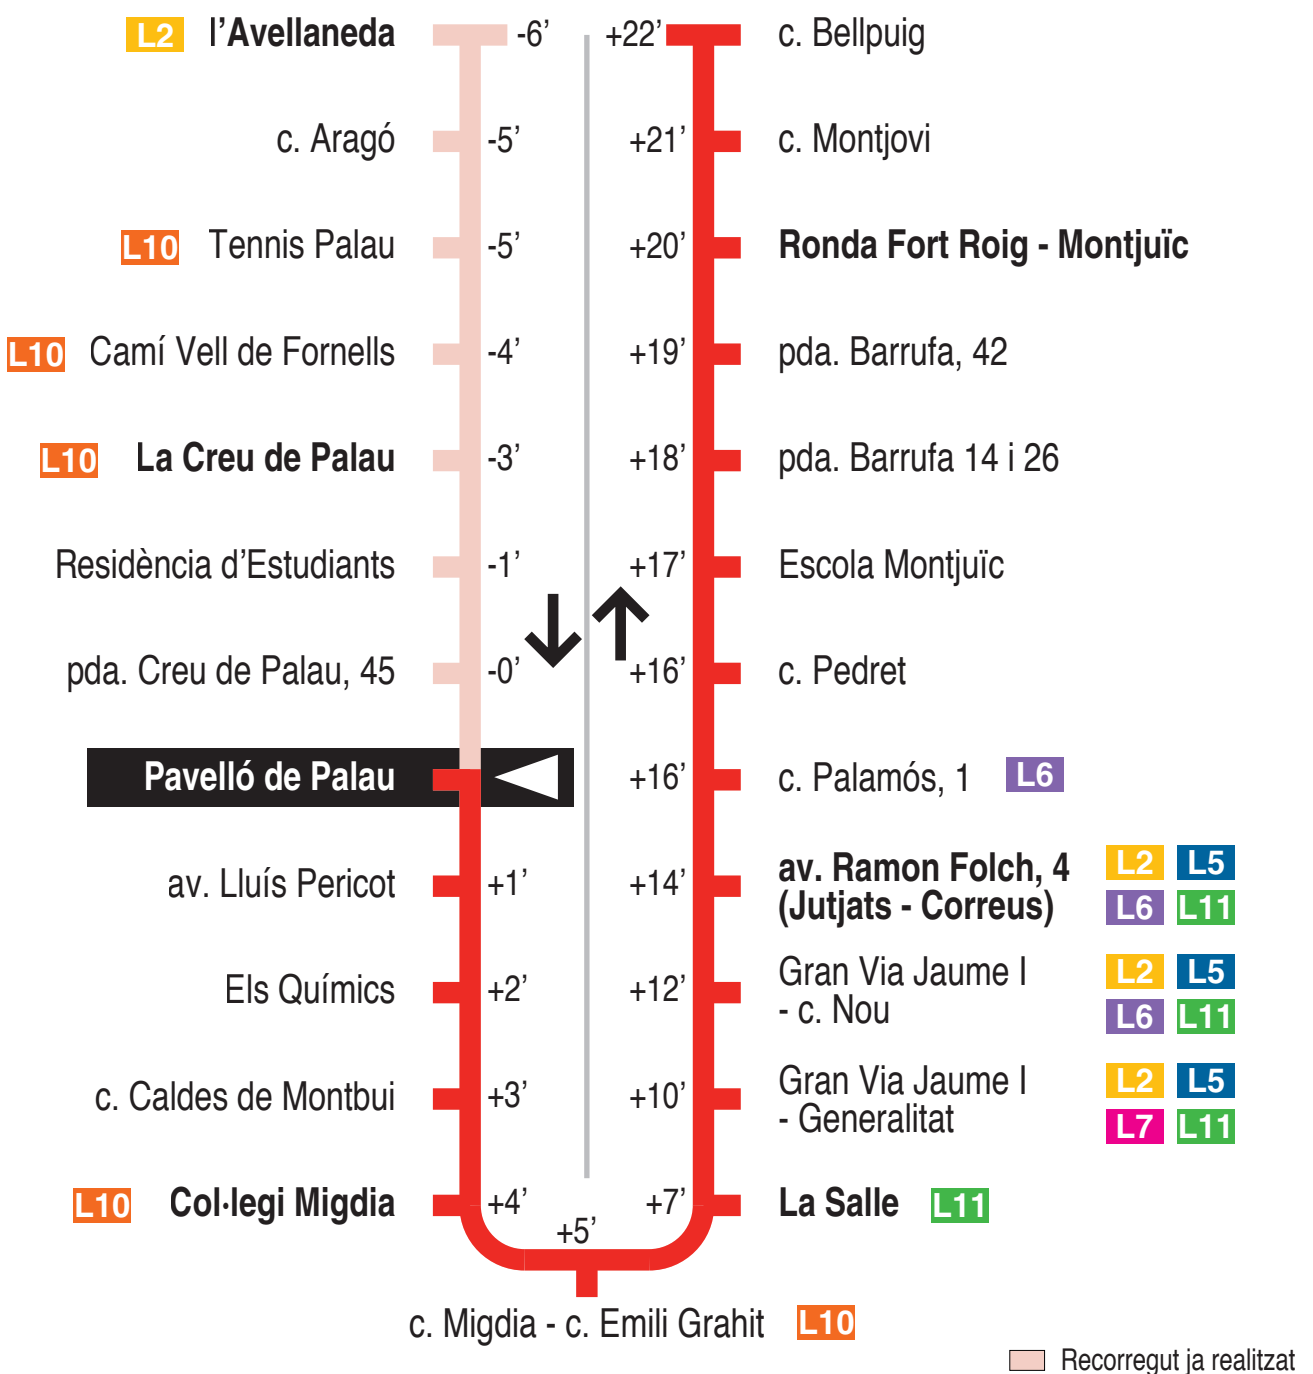 L2 l'Avellaneda -6’
c. Aragó -5’
L10 Tennis Palau -5’
L10 Camí Vell de Fornells -4’
L10 La Creu de Palau -3’
Residència d’Estudiants -1’
pda. Creu de Palau, 45 -0’
Pavelló de Palau
av. Lluís Pericot +1’
Els Químics +2’
c. Caldes de Montbui +3’
L10 Col·legi Migdia +4’
+5’
c. Migdia - c. Emili Grahit L10
+22’ c. Bellpuig
+21’ c. Montjovi
+20’ Ronda Fort Roig - Montjuïc
+19’ pda. Barrufa, 42
+18’ pda. Barrufa 14 i 26
+17’ Escola Montjuïc
+16’ c. Pedret
+16’ c. Palamós, 1 L6
+14’ av. Ramon Folch, 4 L2 L5
(Jutjats - Correus) L6 L11
+12’ Gran Via Jaume I L2 L5
- c. Nou L6 L11
+10’ Gran Via Jaume I L2 L5
- Generalitat L7 L11
+7’ La Salle L11
Recorregut ja realitzat